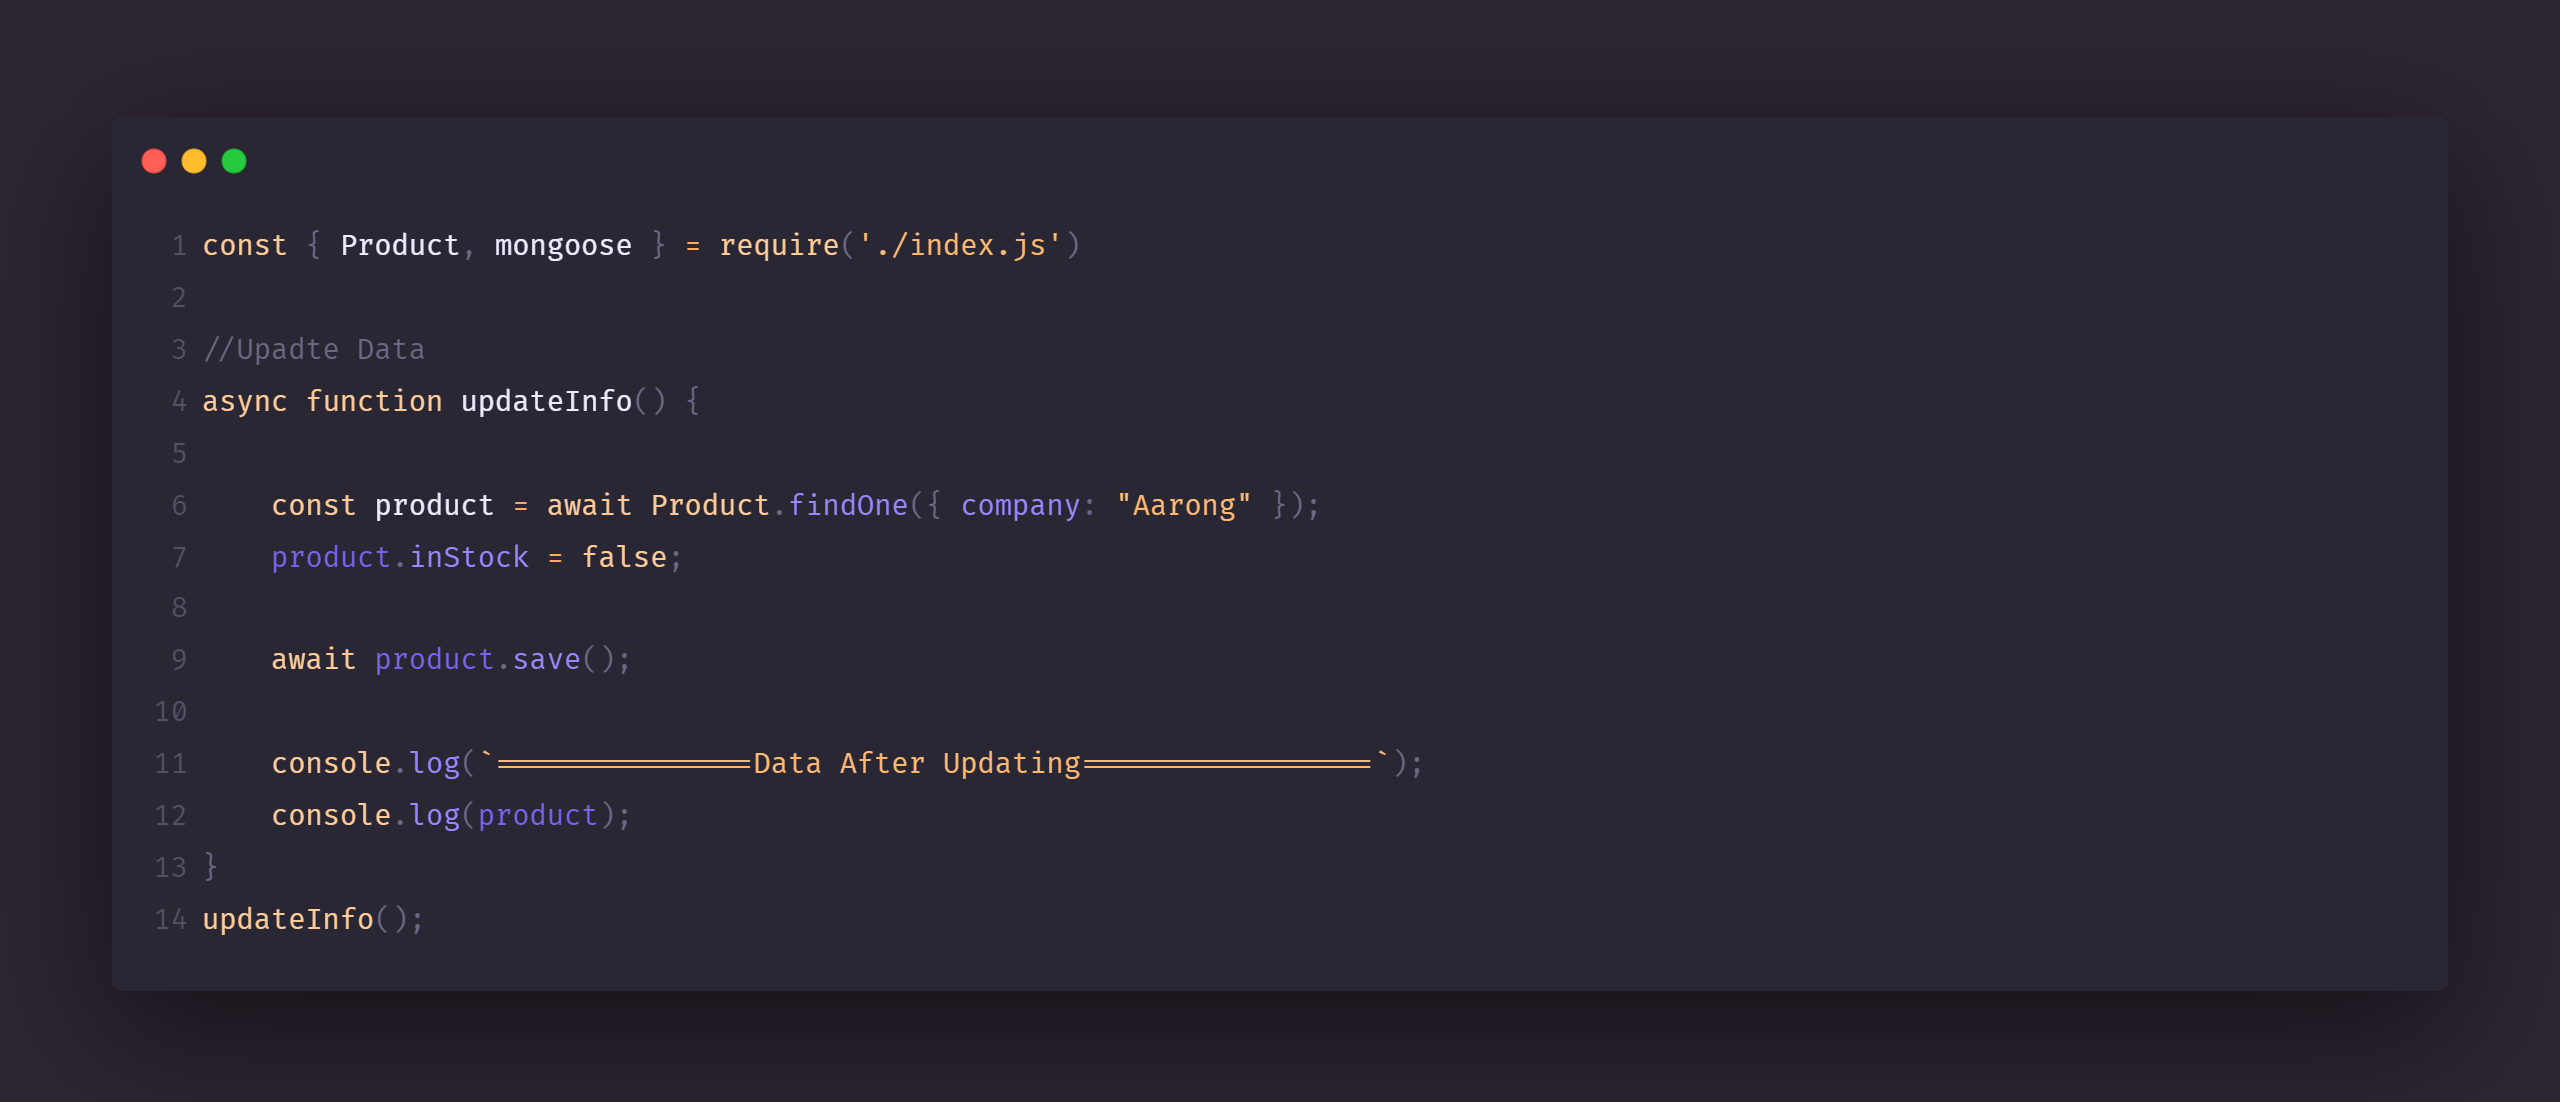 1 const { Product, mongoose } = require('./index.js')
2
3 //Upadte Data
4 async function updateInfo() {
5
6     const product = await Product.findOne({ company: "Aarong" });
7     product.inStock = false;
8
9     await product.save();
10
11     console.log(`===============Data After Updating=================`);
12     console.log(product);
13 }
14 updateInfo();